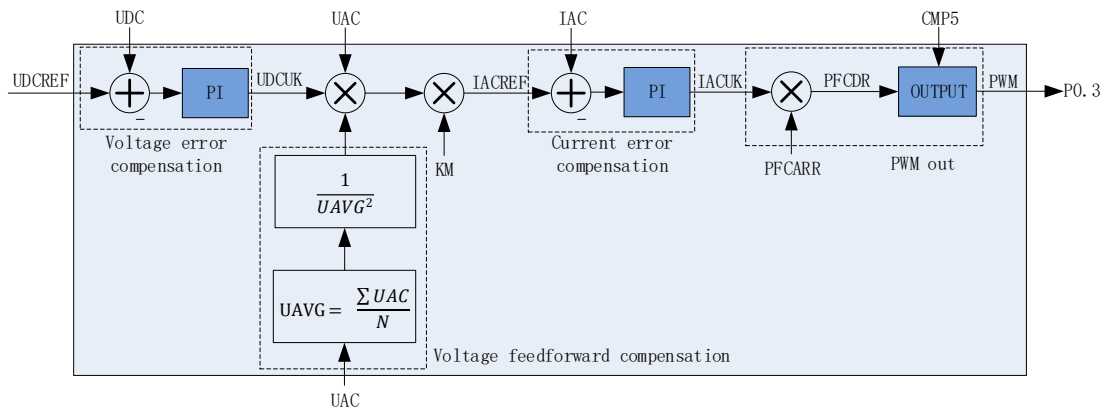 UDC
UAC
IAC
CMP5
UDCREF
PI
UDCUK
IACREF
PI
IACUK
PFCDR
OUTPUT
PWM
P0.3
Voltage error
compensation
KM
Current error
compensation
PFCARR
PWM out
1
UAVG²
UAVG = ∑ UAC
N
Voltage feedforward compensation
UAC